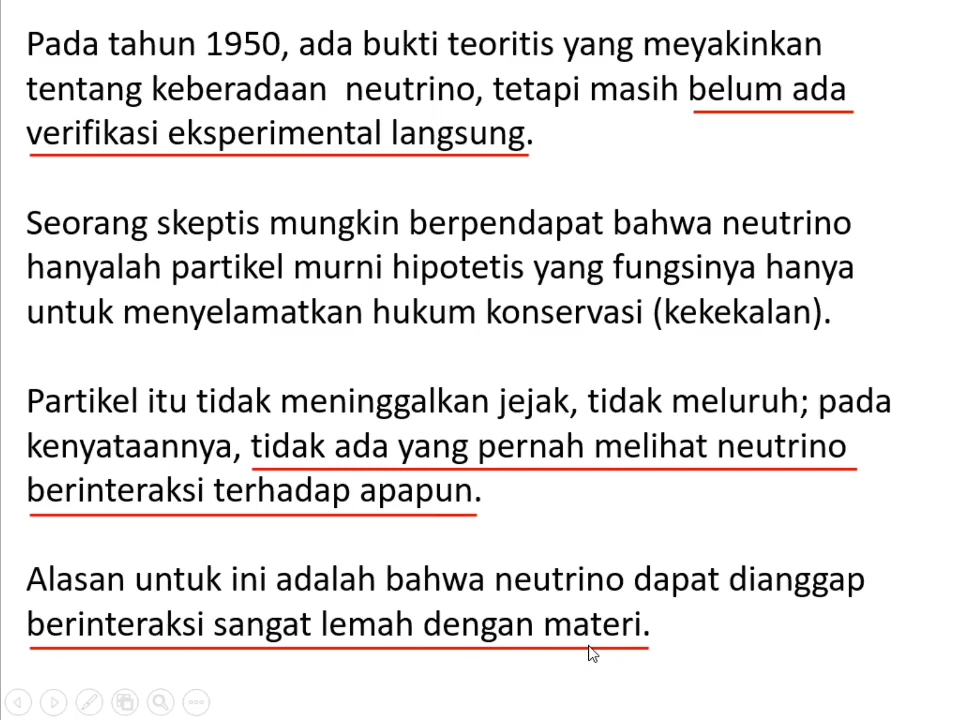 Pada tahun 1950, ada bukti teoritis yang meyakinkan
tentang keberadaan  neutrino, tetapi masih belum ada
verifikasi eksperimental langsung.
Seorang skeptis mungkin berpendapat bahwa neutrino
hanyalah partikel murni hipotetis yang fungsinya hanya
untuk menyelamatkan hukum konservasi (kekekalan).
Partikel itu tidak meninggalkan jejak, tidak meluruh; pada
kenyataannya, tidak ada yang pernah melihat neutrino
berinteraksi terhadap apapun.
Alasan untuk ini adalah bahwa neutrino dapat dianggap
berinteraksi sangat lemah dengan materi.